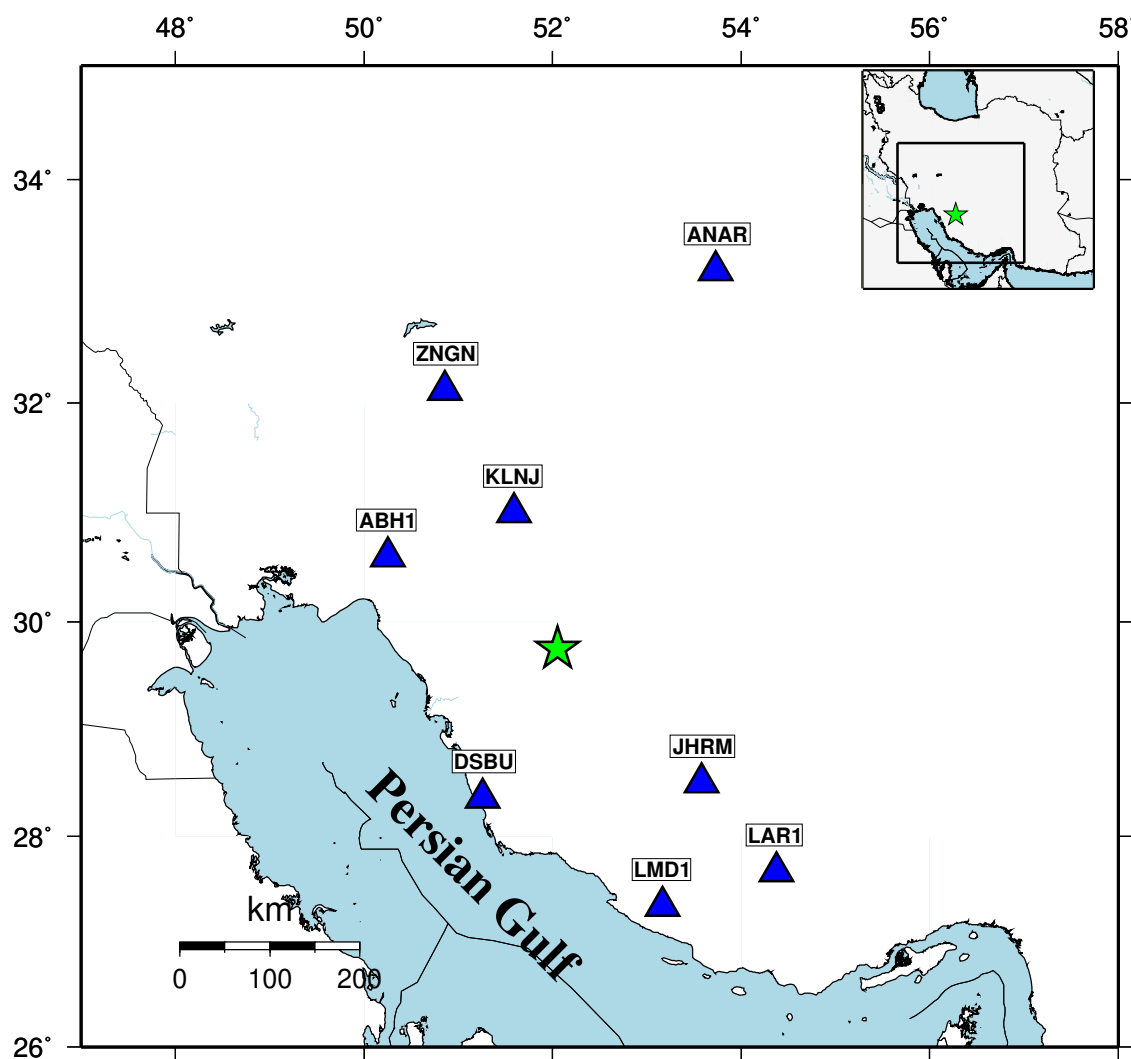 48˚ 50˚ 52˚ 54˚ 56˚ 58˚
34˚
ANAR
ZNGN
32˚
KLNJ
ABH1
30˚
JHRM
DSBU
Persian Gulf
28˚
LAR1
LMD1
km
0 100 200
26˚